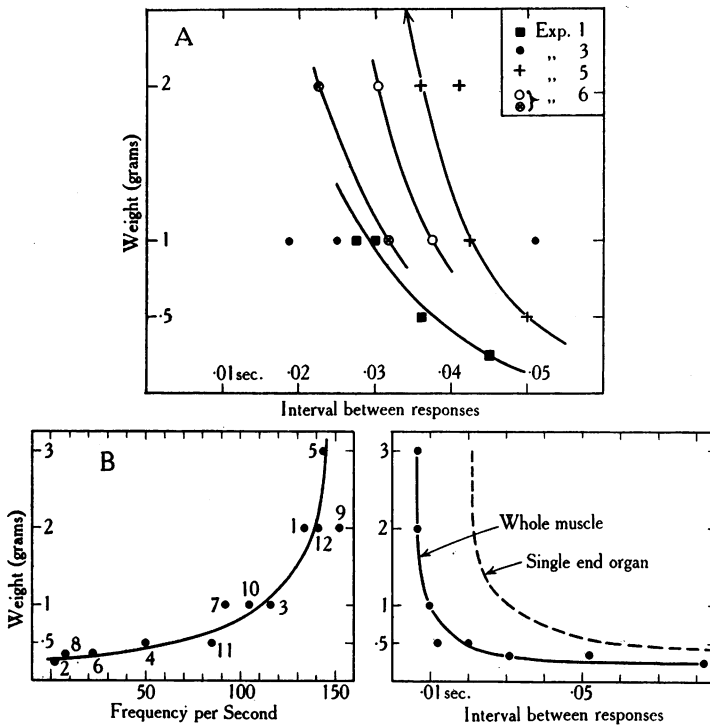 A
■ Exp. 1
● ,, 3
+ ,, 5
○ ⊗ } ,, 6
Weight (grams)
2
1
·5
·01 sec. ·02 ·03 ·04 ·05
Interval between responses
B
Weight (grams)
3
2
1
·5
5
1
12
9
7
10
3
8
2
6
4
11
50 100 150
Frequency per Second
3
2
1
·5
Whole muscle
Single end organ
·01 sec. ·05
Interval between responses